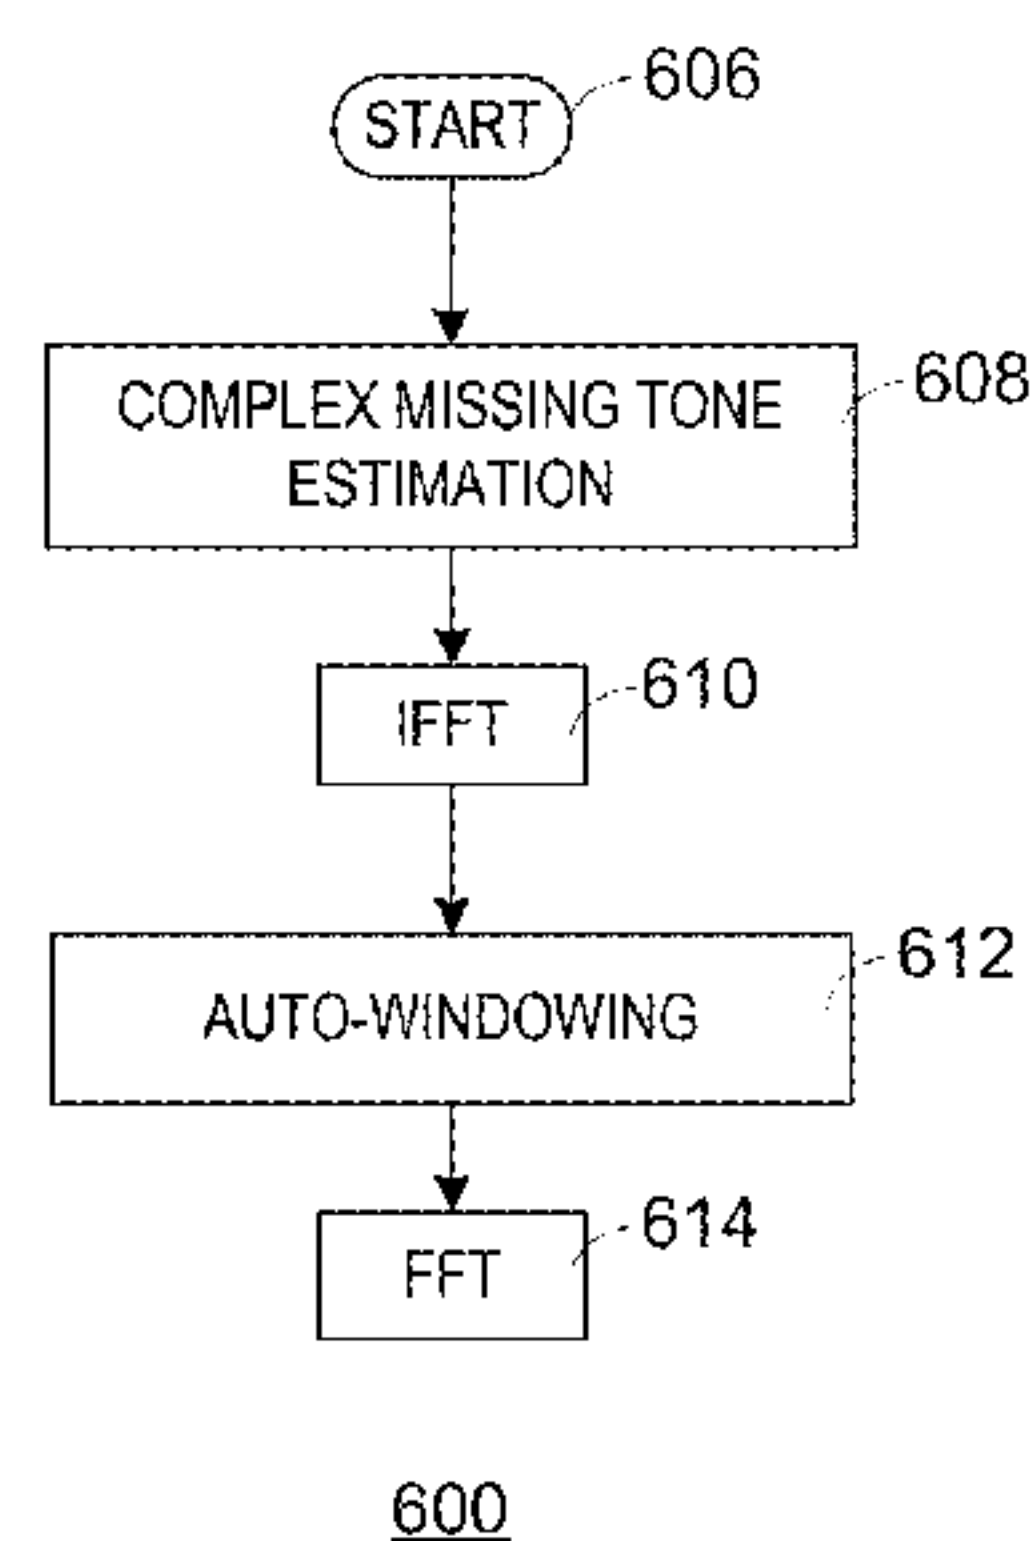 START
606
COMPLEX MISSING TONE
ESTIMATION
608
IFFT
610
AUTO-WINDOWING
612
FFT
614
600